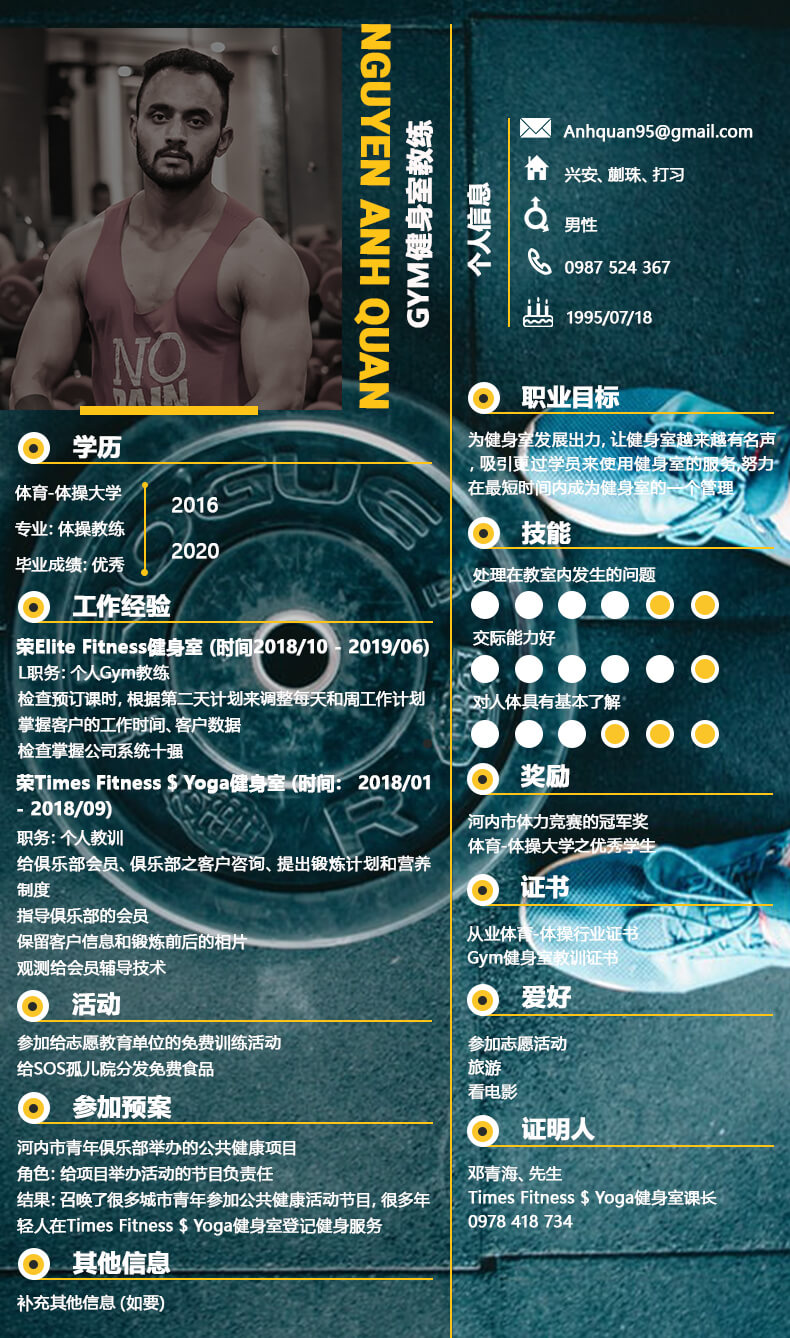 NGUYEN ANH QUAN
GYM健身室教练
NO
PAIN
个人信息
Anhquan95@gmail.com
兴安、蒯珠、打习
男性
0987 524 367
1995/07/18
学历
体育-体操大学
专业: 体操教练
毕业成绩: 优秀
2016
2020
工作经验
荣Elite Fitness健身室 (时间2018/10 - 2019/06)
L职务: 个人Gym教练
检查预订课时, 根据第二天计划来调整每天和周工作计划
掌握客户的工作时间、客户数据
检查掌握公司系统十强
荣Times Fitness $ Yoga健身室 (时间: 2018/01
- 2018/09)
职务: 个人教训
给俱乐部会员、俱乐部之客户咨询、提出锻炼计划和营养
制度
指导俱乐部的会员
保留客户信息和锻炼前后的相片
观测给会员辅导技术
活动
参加给志愿教育单位的免费训练活动
给SOS孤儿院分发免费食品
参加预案
河内市青年俱乐部举办的公共健康项目
角色: 给项目举办活动的节目负责任
结果: 召唤了很多城市青年参加公共健康活动节目, 很多年
轻人在Times Fitness $ Yoga健身室登记健身服务
其他信息
补充其他信息 (如要)
职业目标
为健身室发展出力, 让健身室越来越有名声
, 吸引更过学员来使用健身室的服务,努力
在最短时间内成为健身室的一个管理
技能
处理在教室内发生的问题
交际能力好
对人体具有基本了解
奖励
河内市体力竞赛的冠军奖
体育-体操大学之优秀学生
证书
从业体育-体操行业证书
Gym健身室教训证书
爱好
参加志愿活动
旅游
看电影
证明人
邓青海、先生
Times Fitness $ Yoga健身室课长
0978 418 734